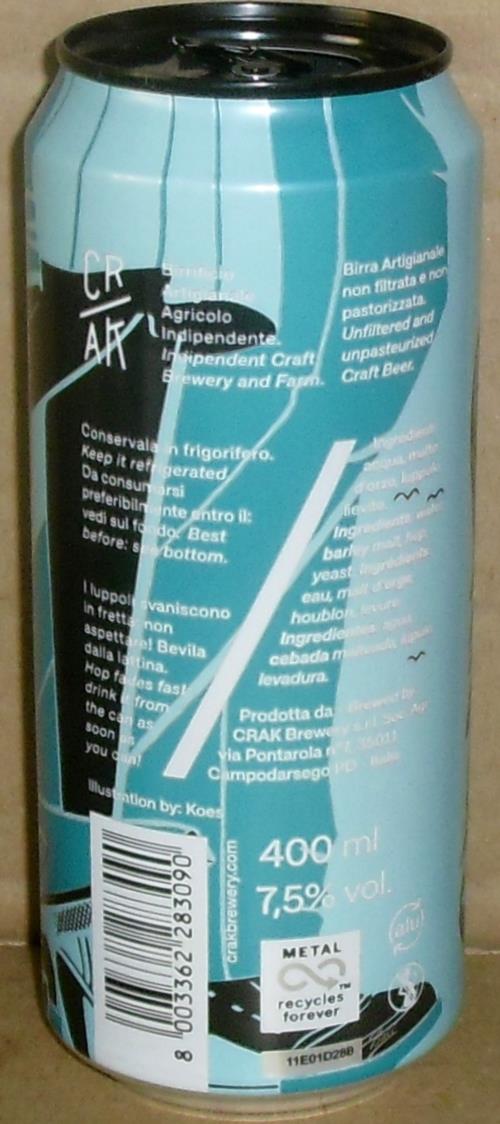 CR
AK
Birrificio
Artigianale
Agricolo
Indipendente.
Indipendent Craft
Brewery and Farm.
Birra Artigianale
non filtrata e non
pastorizzata.
Unfiltered and
unpasteurized
Craft Beer.
Conservala in frigorifero.
Keep it refrigerated.
Da consumarsi
preferibilmente entro il:
vedi sul fondo. Best
before: see bottom.
I luppoli svaniscono
in fretta, non
aspettare! Bevila
dalla lattina.
Hop fades fast
drink it from
the can as
soon as
you can!
Illustration by: Koes
Ingredienti:
acqua, malto
d'orzo, luppolo,
lievito.
Ingredients: water,
barley malt, hop,
yeast. Ingrédients:
eau, malt d'orge,
houblon, levure.
Ingredientes: agua,
cebada malteada, lúpulo,
levadura.
Prodotta da - Brewed by
CRAK Brewery s.r.l. Soc. Agr.
via Pontarola n°7, 35011
Campodarsego PD - Italia
crakbrewery.com
400 ml
7,5% vol.
alu
METAL
™
recycles
forever
11E01D28B
8 003362 283090